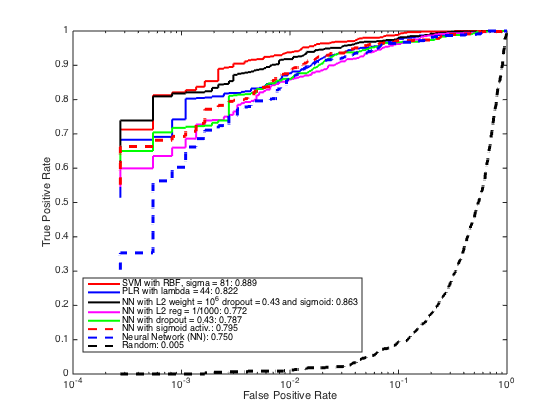 1
0.9
0.8
0.7
0.6
0.5
0.4
0.3
0.2
0.1
0
True Positive Rate
SVM with RBF, sigma = 81: 0.889
PLR with lambda = 44: 0.822
NN with L2 weight = 10^6 dropout = 0.43 and sigmoid: 0.863
NN with L2 reg = 1/1000: 0.772
NN with dropout = 0.43: 0.787
NN with sigmoid activ.: 0.795
Neural Network (NN): 0.750
Random: 0.005
10^-4 10^-3 10^-2 10^-1 10^0
False Positive Rate